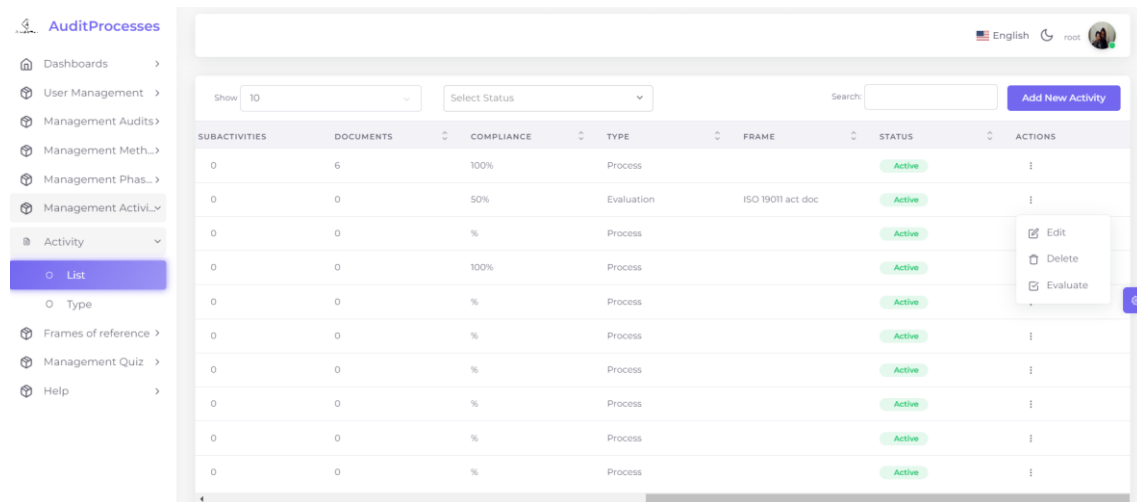 AuditProcesses
English root
Dashboards
User Management
Management Audits
Management Meth...
Management Phas...
Management Activi...
Activity
List
Type
Frames of reference
Management Quiz
Help
Show 10 Select Status Search: Add New Activity
SUBACTIVITIES DOCUMENTS COMPLIANCE TYPE FRAME STATUS ACTIONS
0 6 100% Process Active
0 0 50% Evaluation ISO 19011 act doc Active
0 0 % Process Active
0 0 100% Process Active
0 0 % Process Active
0 0 % Process Active
0 0 % Process Active
0 0 % Process Active
0 0 % Process Active
0 0 % Process Active
Edit
Delete
Evaluate